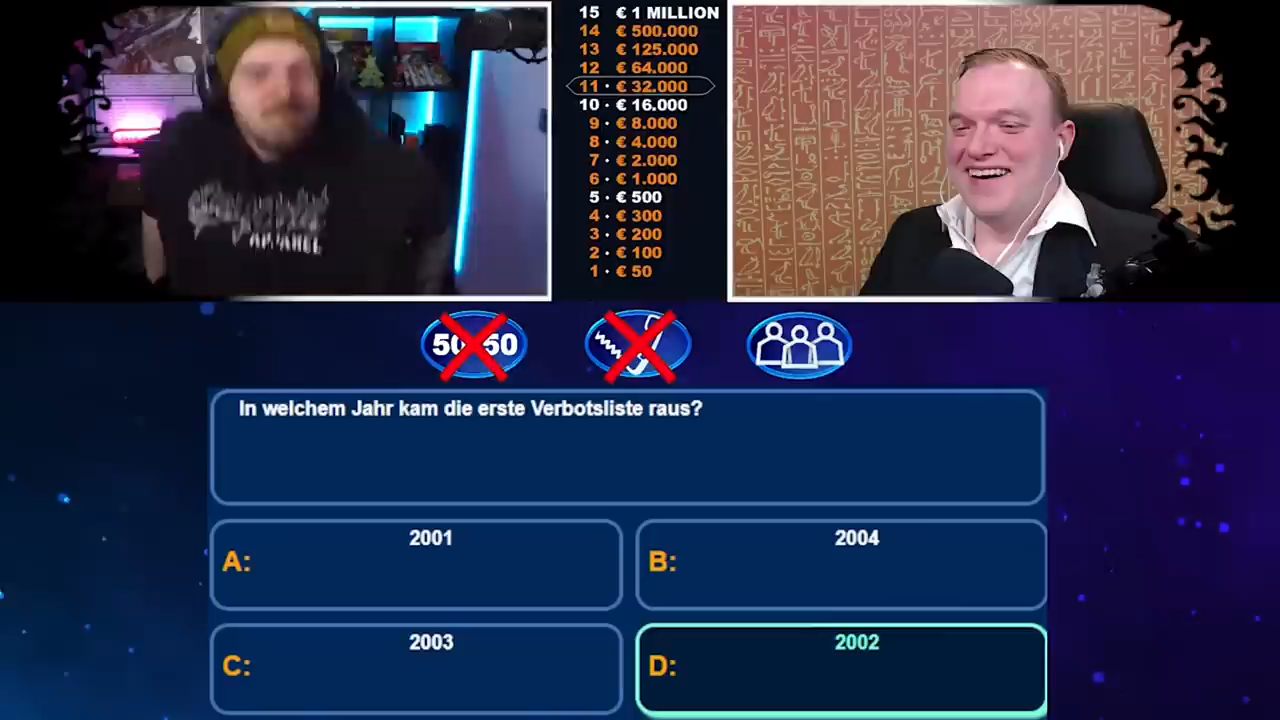 15 € 1 MILLION
14 € 500.000
13 € 125.000
12 € 64.000
11 · € 32.000
10 · € 16.000
9 · € 8.000
8 · € 4.000
7 · € 2.000
6 · € 1.000
5 · € 500
4 · € 300
3 · € 200
2 · € 100
1 · € 50
APPAREL
50 50
In welchem Jahr kam die erste Verbotsliste raus?
A: 2001
B: 2004
C: 2003
D: 2002